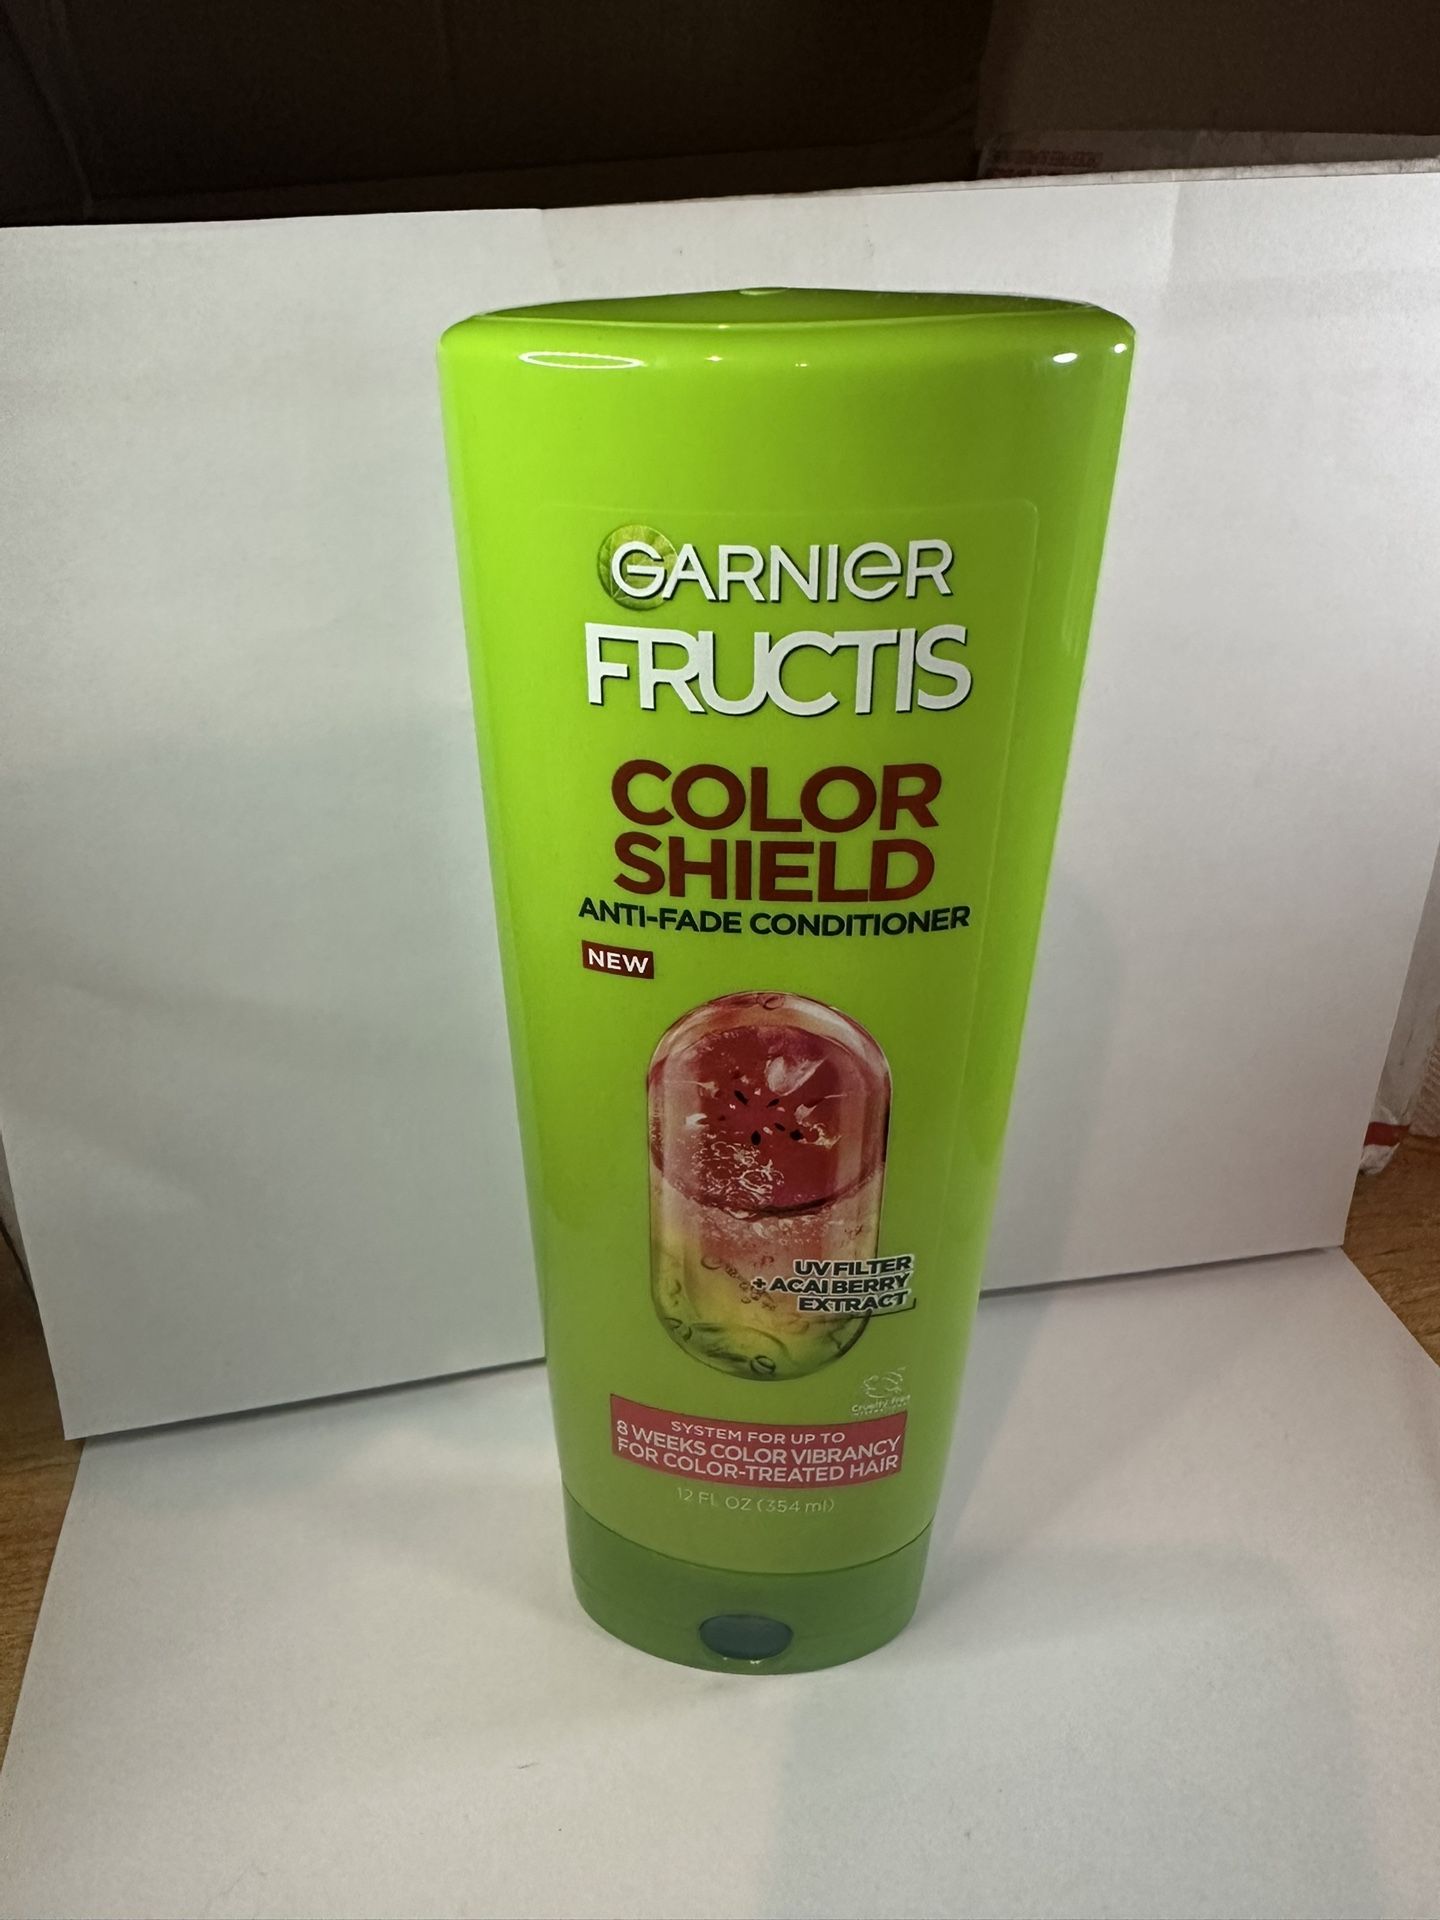 GARNIER
FRUCTIS
COLOR
SHIELD
ANTI-FADE CONDITIONER
NEW
UV FILTER
+ ACAI BERRY
EXTRACT
Cruelty Free
SYSTEM FOR UP TO
8 WEEKS COLOR VIBRANCY
FOR COLOR-TREATED HAIR
12 FL OZ (354 ml)